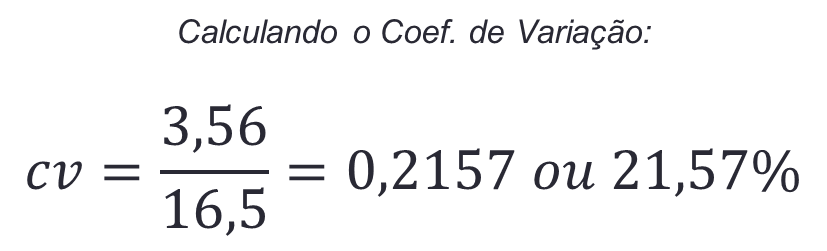 Calculando o Coef. de Variação:
cv = 3,56 / 16,5 = 0,2157 ou 21,57%